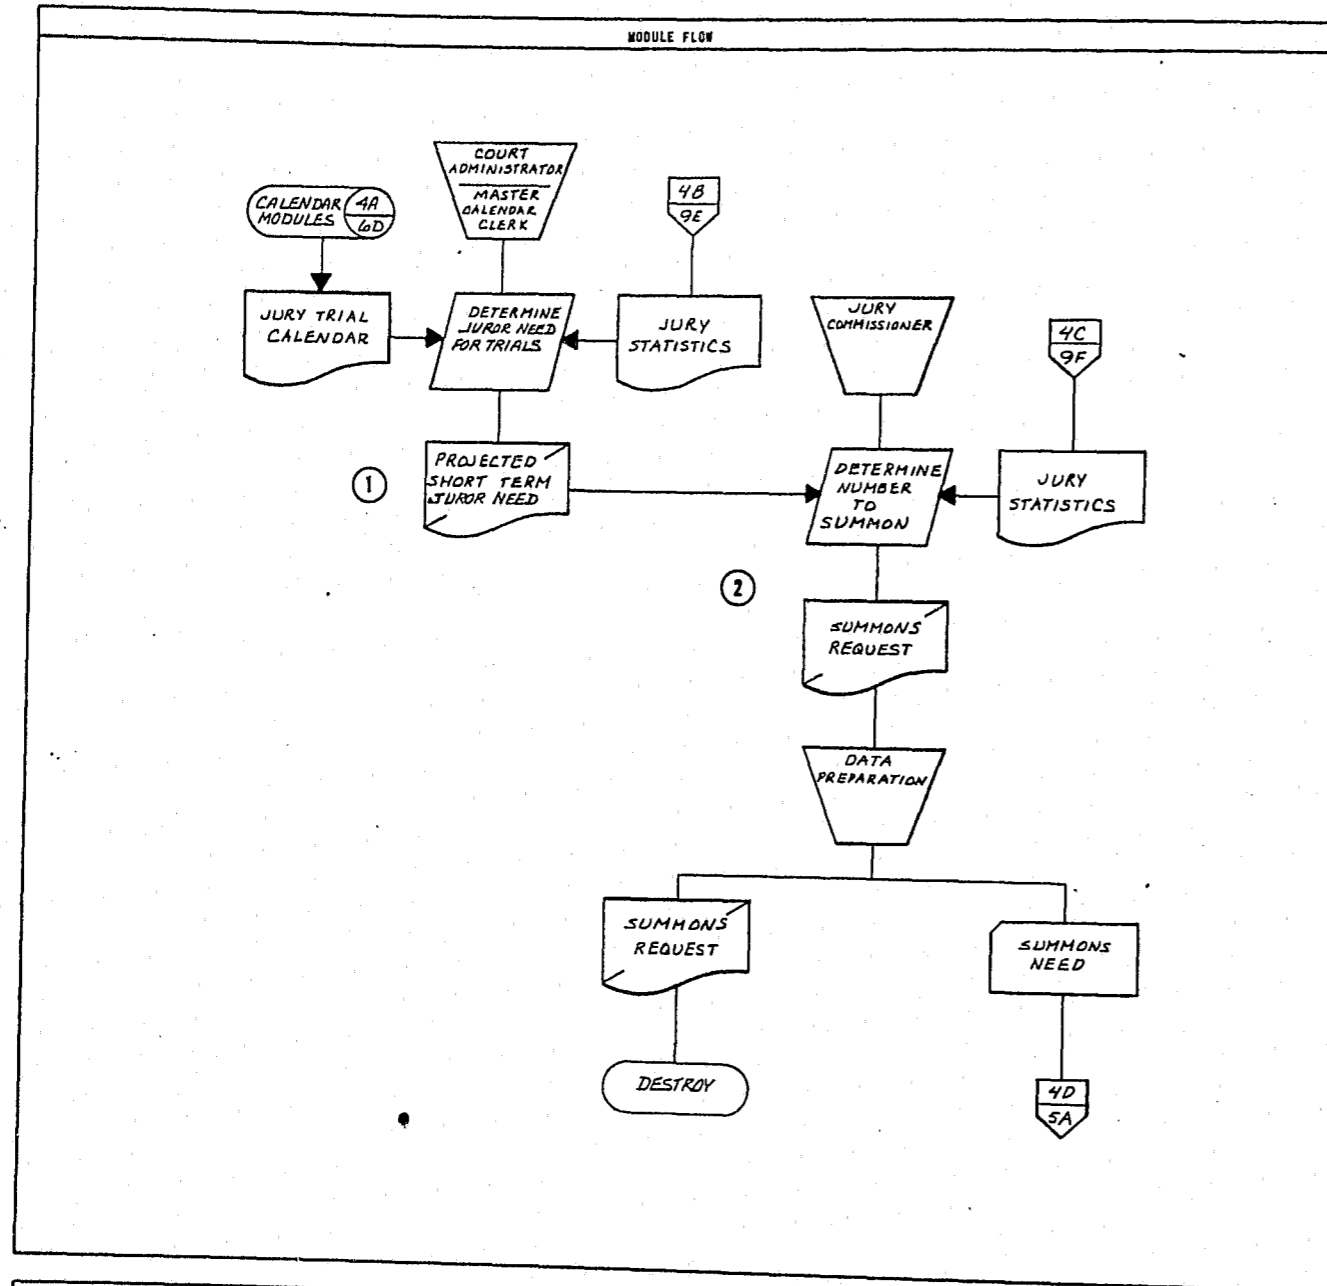 MODULE FLOW
COURT
ADMINISTRATOR
MASTER
CALENDAR
CLERK
CALENDAR
MODULES
4A
6D
4B
9E
JURY TRIAL
CALENDAR
DETERMINE
JUROR NEED
FOR TRIALS
JURY
STATISTICS
JURY
COMMISSIONER
4C
9F
1
PROJECTED
SHORT TERM
JUROR NEED
DETERMINE
NUMBER
TO
SUMMON
JURY
STATISTICS
2
SUMMONS
REQUEST
DATA
PREPARATION
SUMMONS
REQUEST
SUMMONS
NEED
DESTROY
4D
5A